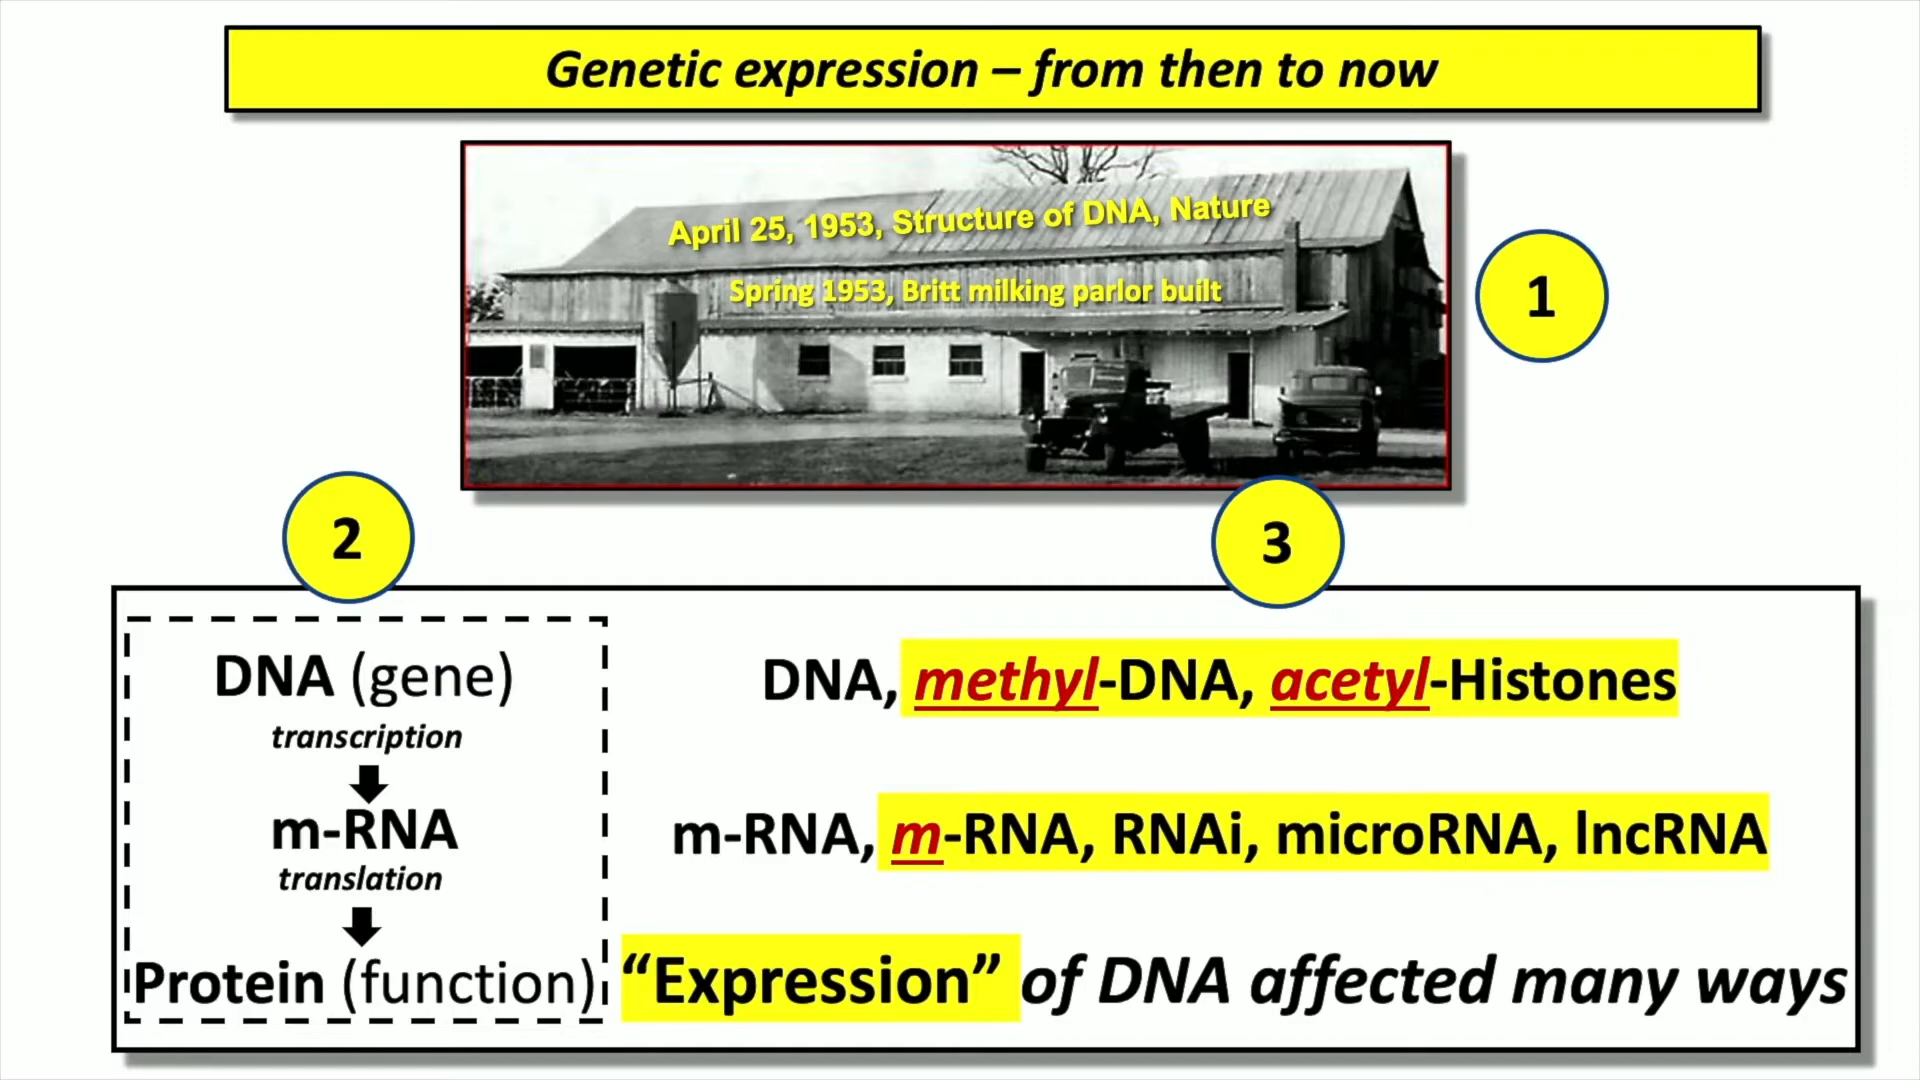 Genetic expression – from then to now
April 25, 1953, Structure of DNA, Nature
Spring 1953, Britt milking parlor built
1
2
3
DNA (gene)
transcription
m-RNA
translation
Protein (function)
DNA, methyl-DNA, acetyl-Histones
m-RNA, m-RNA, RNAi, microRNA, lncRNA
“Expression” of DNA affected many ways